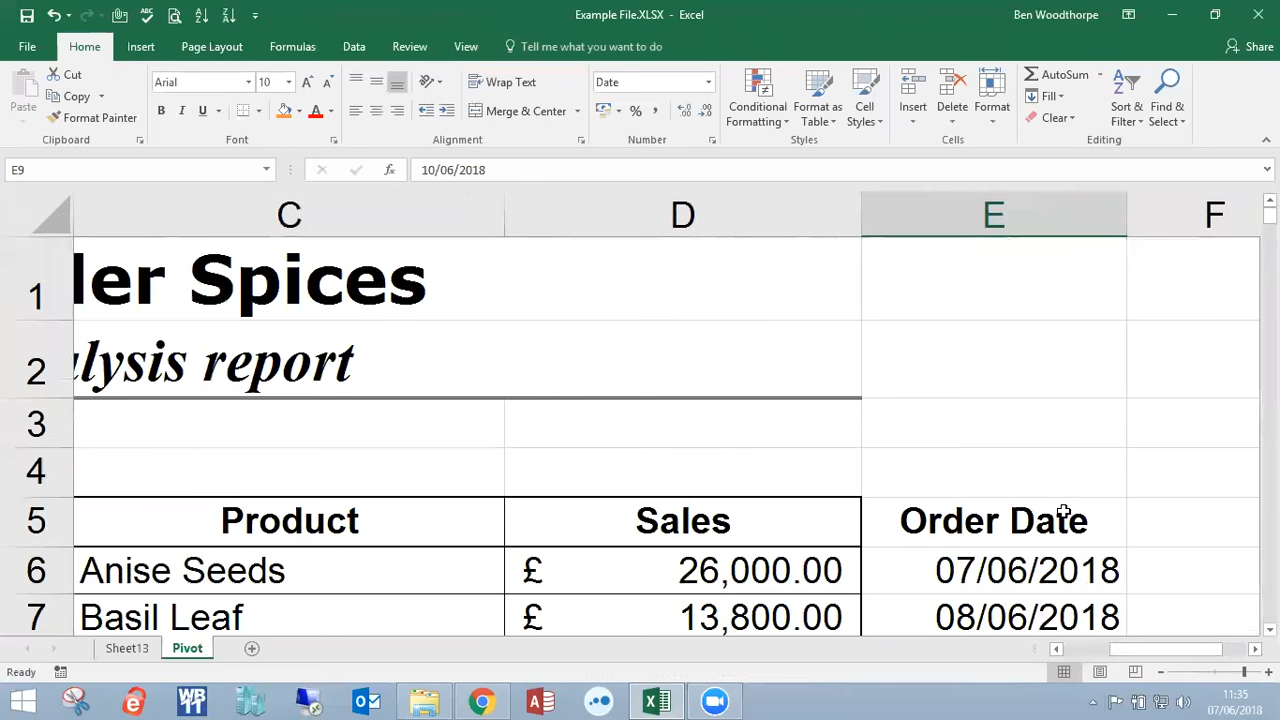 Example File.XLSX - Excel
Ben Woodthorpe
File Home Insert Page Layout Formulas Data Review View Tell me what you want to do Share
Paste
Cut
Copy
Format Painter
Clipboard
Arial 10
B I U
A A
Font
Wrap Text
Merge & Center
Alignment
Date
%
Number
Conditional Formatting
Format as Table
Cell Styles
Styles
Insert
Delete
Format
Cells
AutoSum
Fill
Clear
Sort & Filter
Find & Select
Editing
E9
fx
10/06/2018
C D E F
1 ler Spices
2 alysis report
3
4
5 Product Sales Order Date
6 Anise Seeds £ 26,000.00 07/06/2018
7 Basil Leaf £ 13,800.00 08/06/2018
Sheet13 Pivot
Ready
11:35
07/06/2018